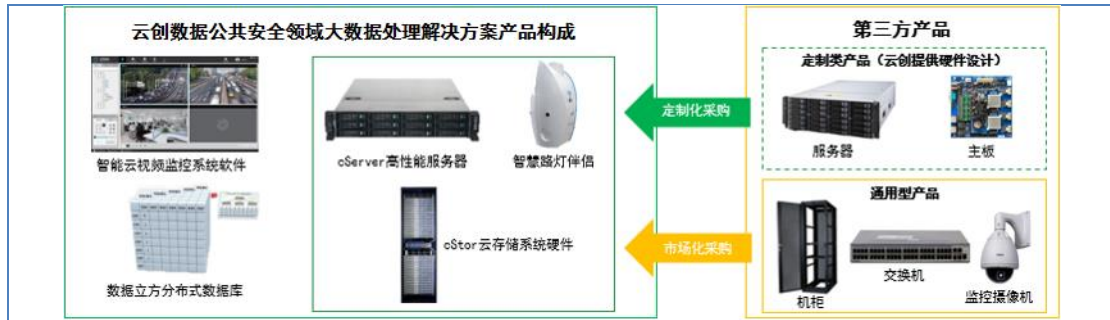 云创数据公共安全领域大数据处理解决方案产品构成
智能云视频监控系统软件
cServer高性能服务器
智慧路灯伴侣
数据立方分布式数据库
cStor云存储系统硬件
定制化采购
市场化采购
第三方产品
定制类产品（云创提供硬件设计）
服务器
主板
通用型产品
机柜
交换机
监控摄像机